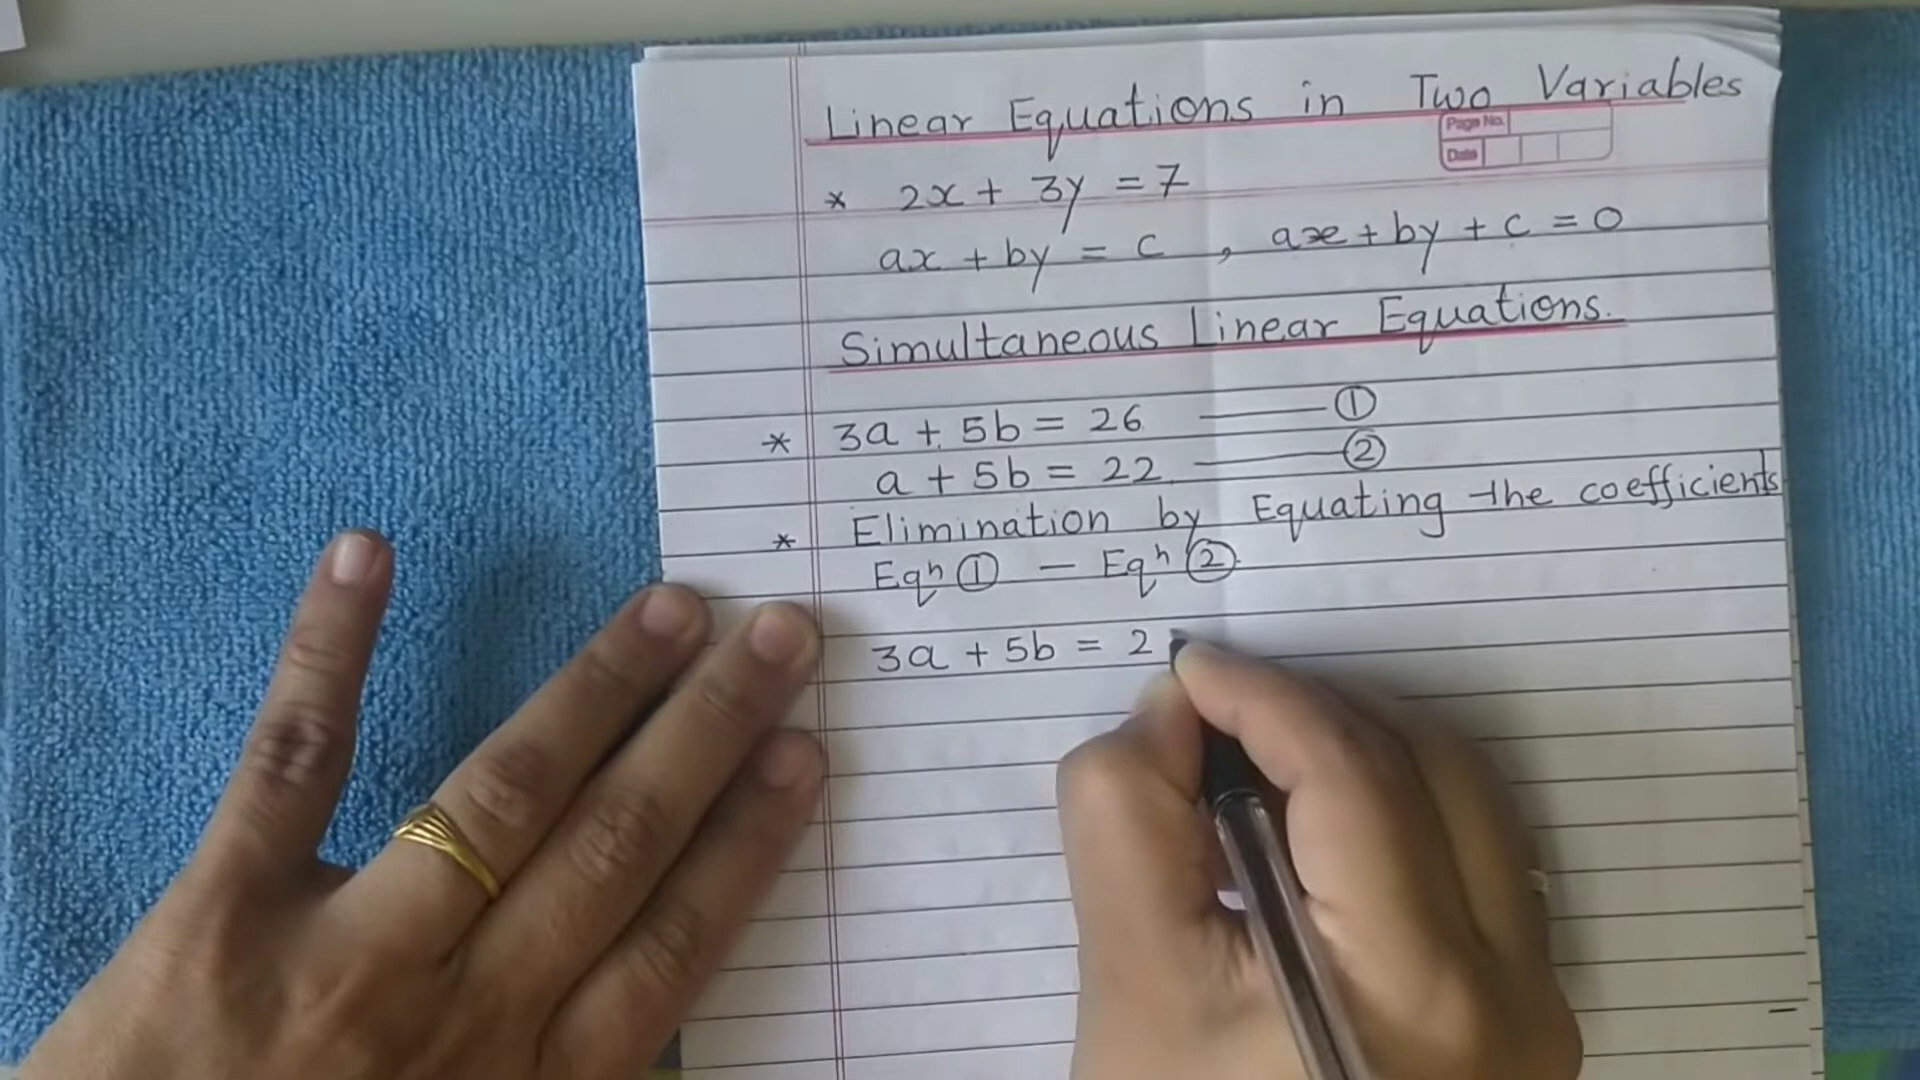 Linear Equations in Two Variables
Page No.
Date
* 2x + 3y = 7
ax + by = c , ax + by + c = 0
Simultaneous Linear Equations.
* 3a + 5b = 26 —— ①
a + 5b = 22 —— ②
* Elimination by Equating the coefficients
Eqⁿ ① — Eqⁿ ②
3a + 5b = 2